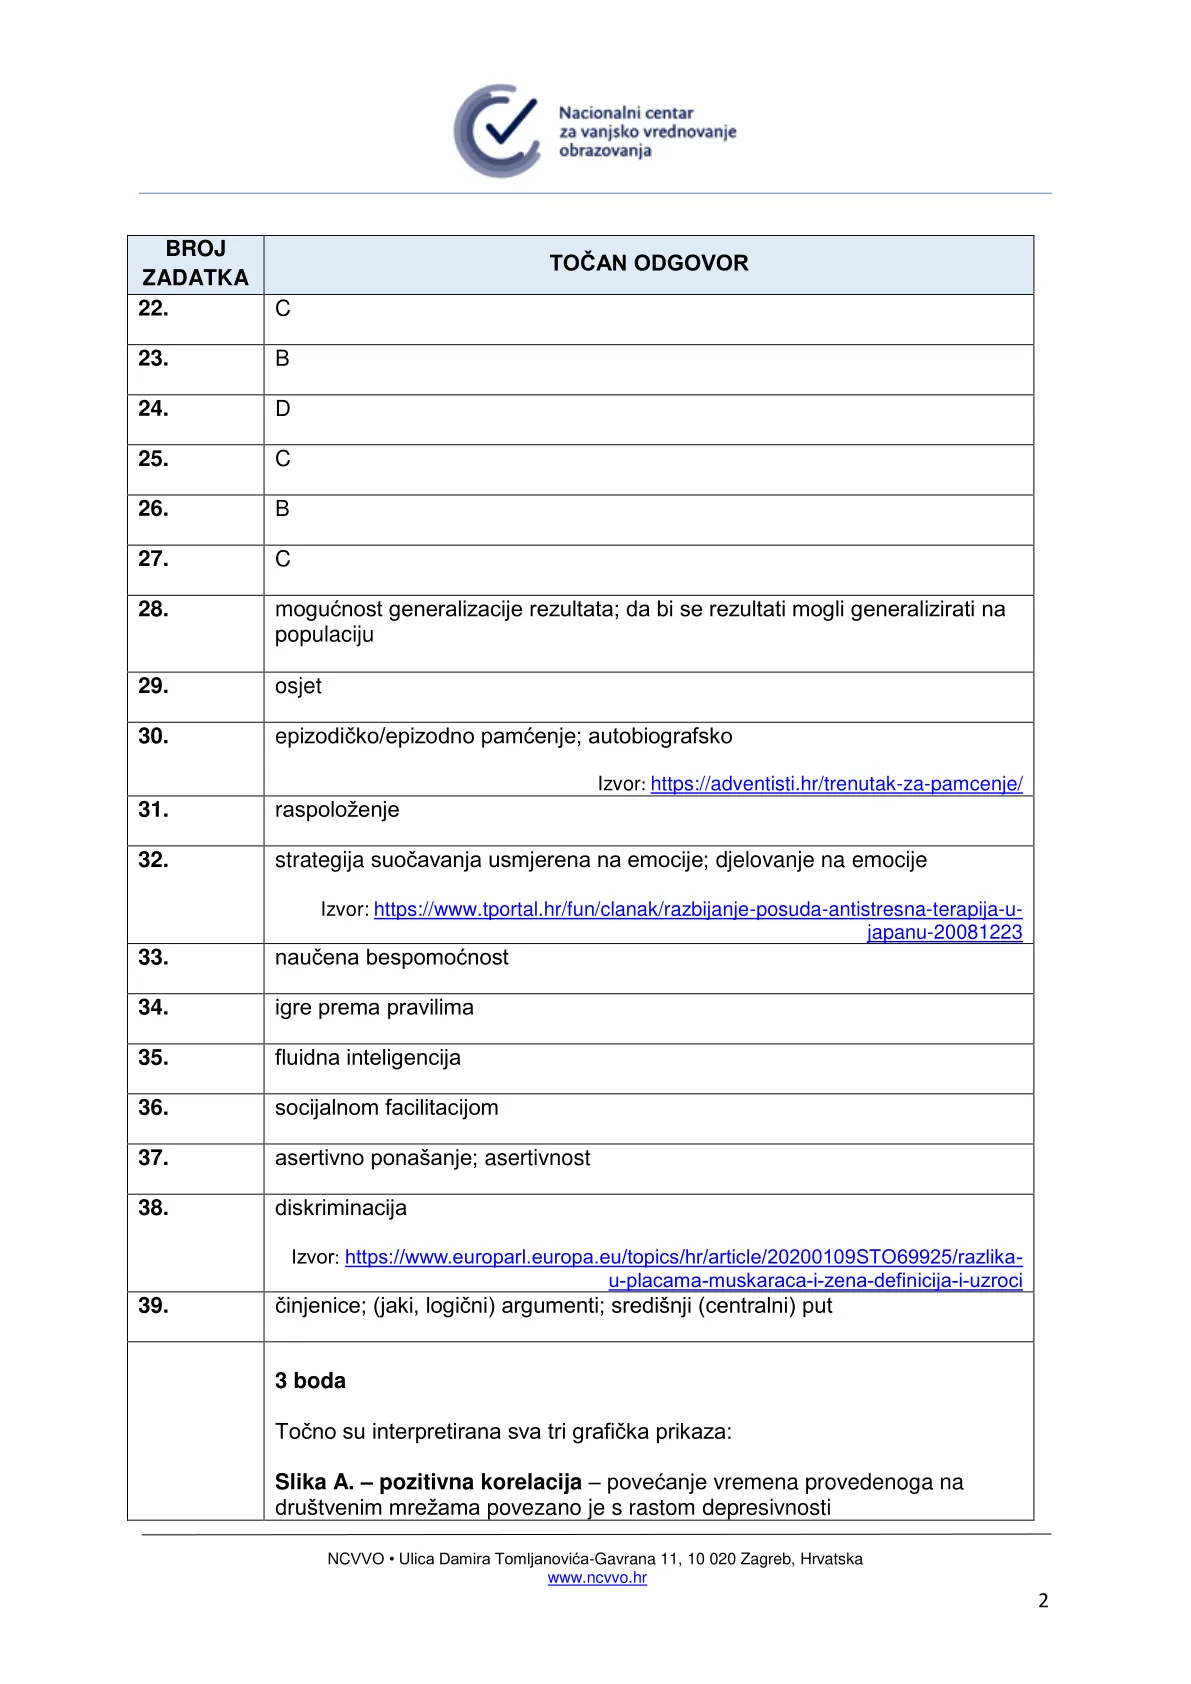 Nacionalni centar
za vanjsko vrednovanje
obrazovanja
BROJ
ZADATKA
TOČAN ODGOVOR
22.
C
23.
B
24.
D
25.
C
26.
B
27.
C
28.
mogućnost generalizacije rezultata; da bi se rezultati mogli generalizirati na
populaciju
29.
osjet
30.
epizodičko/epizodno pamćenje; autobiografsko
Izvor: https://adventisti.hr/trenutak-za-pamcenje/
31.
raspoloženje
32.
strategija suočavanja usmjerena na emocije; djelovanje na emocije
Izvor: https://www.tportal.hr/fun/clanak/razbijanje-posuda-antistresna-terapija-u-
japanu-20081223
33.
naučena bespomoćnost
34.
igre prema pravilima
35.
fluidna inteligencija
36.
socijalnom facilitacijom
37.
asertivno ponašanje; asertivnost
38.
diskriminacija
Izvor: https://www.europarl.europa.eu/topics/hr/article/20200109STO69925/razlika-
u-placama-muskaraca-i-zena-definicija-i-uzroci
39.
činjenice; (jaki, logični) argumenti; središnji (centralni) put
3 boda
Točno su interpretirana sva tri grafička prikaza:
Slika A. – pozitivna korelacija – povećanje vremena provedenoga na
društvenim mrežama povezano je s rastom depresivnosti
NCVVO • Ulica Damira Tomljanovića-Gavrana 11, 10 020 Zagreb, Hrvatska
www.ncvvo.hr
2